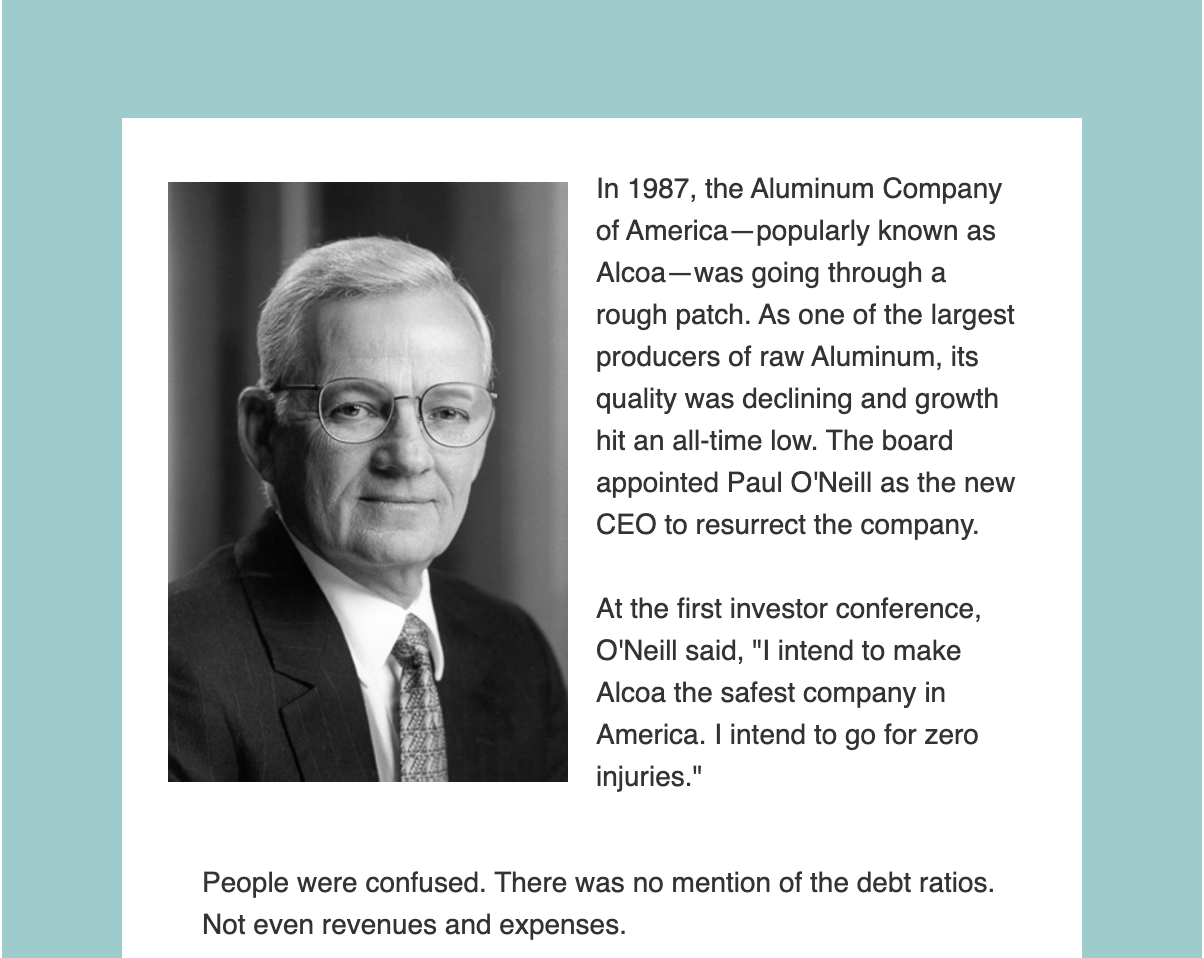 In 1987, the Aluminum Company
of America—popularly known as
Alcoa—was going through a
rough patch. As one of the largest
producers of raw Aluminum, its
quality was declining and growth
hit an all-time low. The board
appointed Paul O'Neill as the new
CEO to resurrect the company.
At the first investor conference,
O'Neill said, "I intend to make
Alcoa the safest company in
America. I intend to go for zero
injuries."
People were confused. There was no mention of the debt ratios.
Not even revenues and expenses.